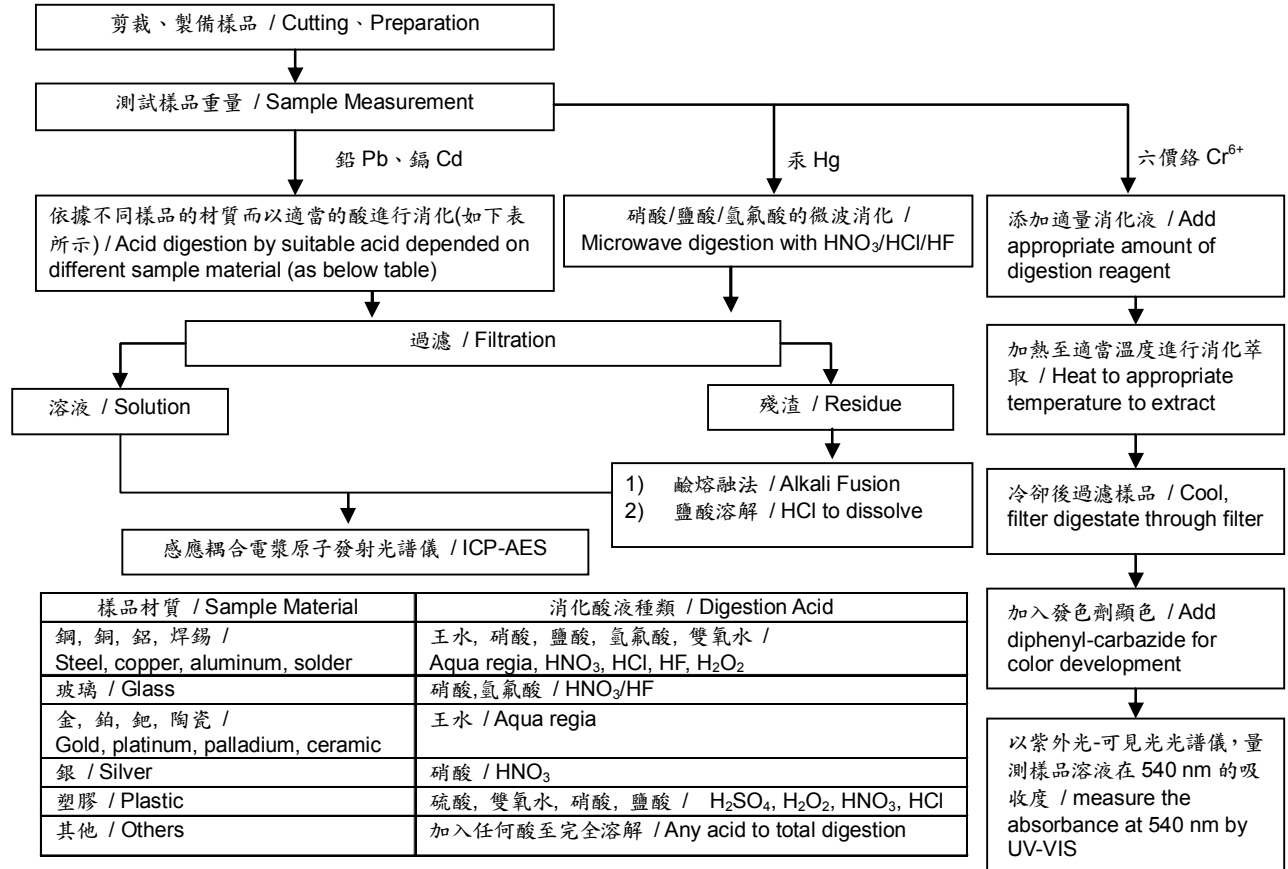 剪裁、製備樣品 / Cutting、Preparation
測試樣品重量 / Sample Measurement
鉛 Pb、鎘 Cd
汞 Hg
六價鉻 Cr⁶⁺
依據不同樣品的材質而以適當的酸進行消化(如下表
所示) / Acid digestion by suitable acid depended on
different sample material (as below table)
硝酸/鹽酸/氫氟酸的微波消化 /
Microwave digestion with HNO₃/HCl/HF
添加適量消化液 / Add
appropriate amount of
digestion reagent
過濾 / Filtration
加熱至適當溫度進行消化萃
取 / Heat to appropriate
temperature to extract
溶液 / Solution
殘渣 / Residue
1) 鹼熔融法 / Alkali Fusion
2) 鹽酸溶解 / HCl to dissolve
冷卻後過濾樣品 / Cool,
filter digestate through filter
感應耦合電漿原子發射光譜儀 / ICP-AES
加入發色劑顯色 / Add
diphenyl-carbazide for
color development
以紫外光-可見光光譜儀，量
測樣品溶液在 540 nm 的吸
收度 / measure the
absorbance at 540 nm by
UV-VIS
樣品材質 / Sample Material
消化酸液種類 / Digestion Acid
鋼, 銅, 鋁, 焊錫 /
Steel, copper, aluminum, solder
王水, 硝酸, 鹽酸, 氫氟酸, 雙氧水 /
Aqua regia, HNO₃, HCl, HF, H₂O₂
玻璃 / Glass
硝酸,氫氟酸 / HNO₃/HF
金, 鉑, 鈀, 陶瓷 /
Gold, platinum, palladium, ceramic
王水 / Aqua regia
銀 / Silver
硝酸 / HNO₃
塑膠 / Plastic
硫酸, 雙氧水, 硝酸, 鹽酸 / H₂SO₄, H₂O₂, HNO₃, HCl
其他 / Others
加入任何酸至完全溶解 / Any acid to total digestion